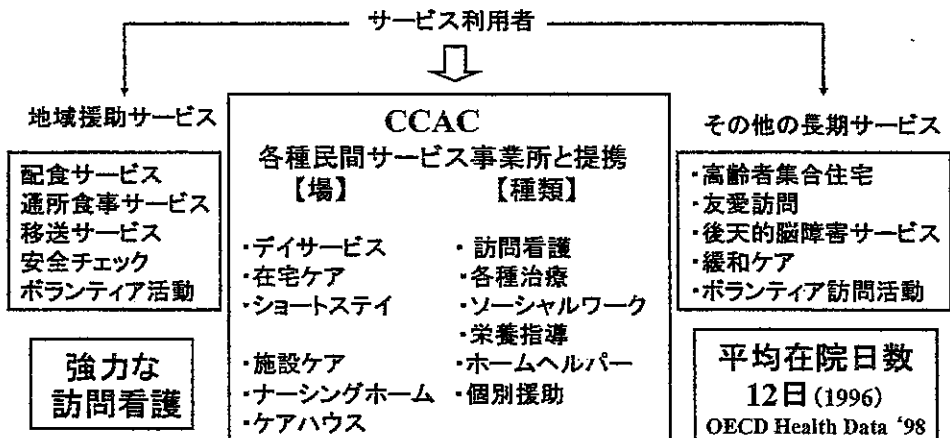 サービス利用者
地域援助サービス
配食サービス
通所食事サービス
移送サービス
安全チェック
ボランティア活動
強力な
訪問看護
CCAC
各種民間サービス事業所と提携
【場】 【種類】
・デイサービス ・訪問看護
・在宅ケア ・各種治療
・ショートステイ ・ソーシャルワーク
・栄養指導
・施設ケア ・ホームヘルパー
・ナーシングホーム ・個別援助
・ケアハウス
その他の長期サービス
・高齢者集合住宅
・友愛訪問
・後天的脳障害サービス
・緩和ケア
・ボランティア訪問活動
平均在院日数
12日(1996)
OECD Health Data ‘98